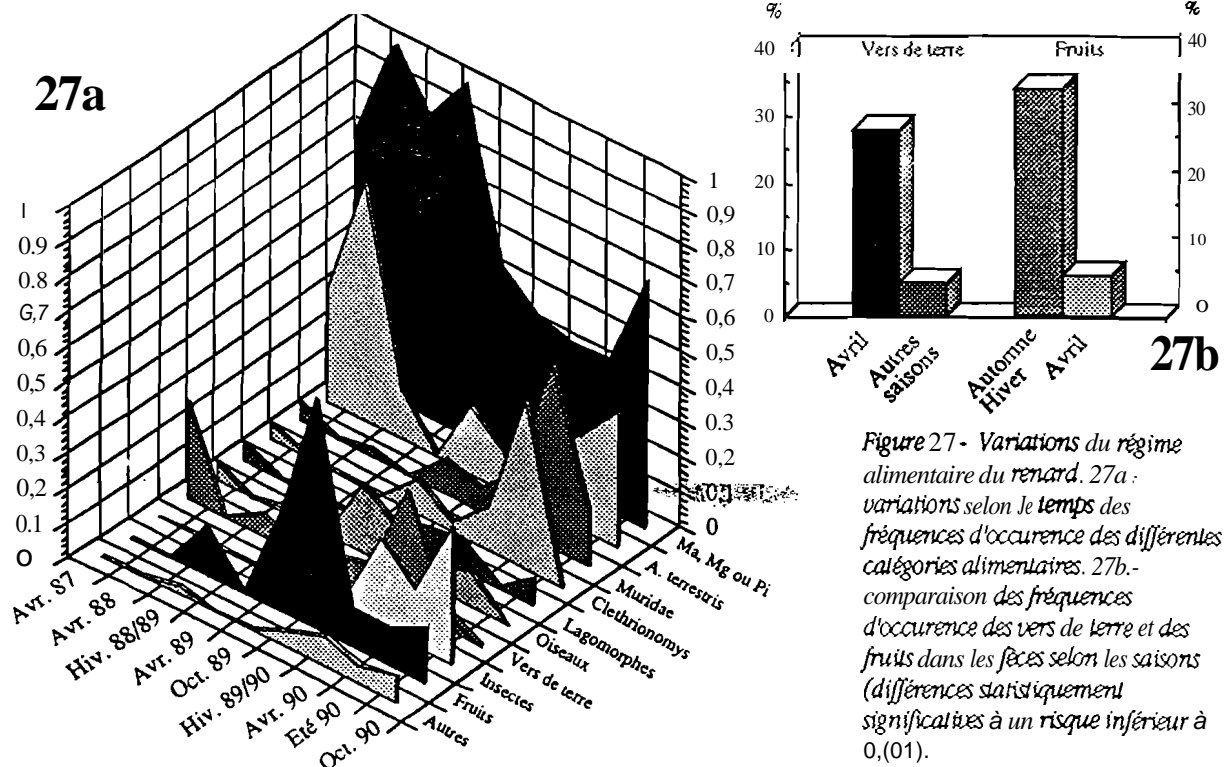 27a
l
0.9
0.8
G,7
0.6
0,5
0.4
0.3
0.2
0.1
O
1
0,9
0,8
0,7
0,6
0,5
0.4
0.3
0,2
0
Avr. 87
Avr. 88
Hiv. 88/89
Avr. 89
Oct. 89
Hiv. 89/90
Avr. 90
Eté 90
Oct. 90
Ma, Mg ou Pi
A. terrestris
Muridae
Clethrionomys
Lagomorphes
Oiseaux
Vers de terre
Insectes
Fruits
Autres
% %
40 Vers de terre Fruits 40
30 30
20 20
10 10
0 O
Avril
Autres
saisons
Automne
Hiver
Avril
27b
Figure 27 - Variations du régime
alimentaire du renard. 27a :
variations selon le temps des
fréquences d'occurence des différentes
catégories alimentaires. 27b.-
comparaison des fréquences
d'occurence des vers de terre et des
fruits dans les fèces selon les saisons
(différences statistiquement
significatives à un risque inférieur à
0,(01).